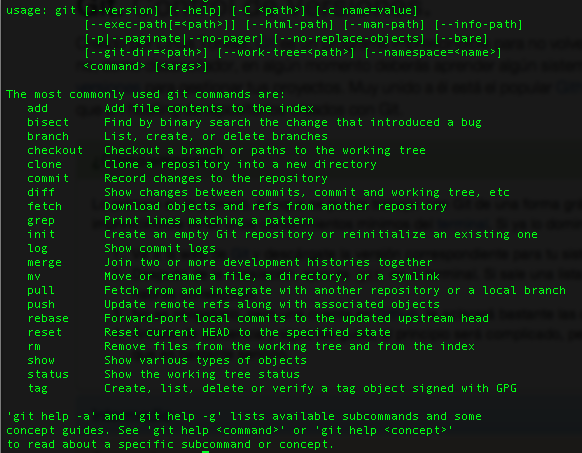 usage: git [--version] [--help] [-C <path>] [-c name=value]
           [--exec-path[=<path>]] [--html-path] [--man-path] [--info-path]
           [-p|--paginate|--no-pager] [--no-replace-objects] [--bare]
           [--git-dir=<path>] [--work-tree=<path>] [--namespace=<name>]
           <command> [<args>]

The most commonly used git commands are:
   add        Add file contents to the index
   bisect     Find by binary search the change that introduced a bug
   branch     List, create, or delete branches
   checkout   Checkout a branch or paths to the working tree
   clone      Clone a repository into a new directory
   commit     Record changes to the repository
   diff       Show changes between commits, commit and working tree, etc
   fetch      Download objects and refs from another repository
   grep       Print lines matching a pattern
   init       Create an empty Git repository or reinitialize an existing one
   log        Show commit logs
   merge      Join two or more development histories together
   mv         Move or rename a file, a directory, or a symlink
   pull       Fetch from and integrate with another repository or a local branch
   push       Update remote refs along with associated objects
   rebase     Forward-port local commits to the updated upstream head
   reset      Reset current HEAD to the specified state
   rm         Remove files from the working tree and from the index
   show       Show various types of objects
   status     Show the working tree status
   tag        Create, list, delete or verify a tag object signed with GPG

'git help -a' and 'git help -g' lists available subcommands and some
concept guides. See 'git help <command>' or 'git help <concept>'
to read about a specific subcommand or concept.